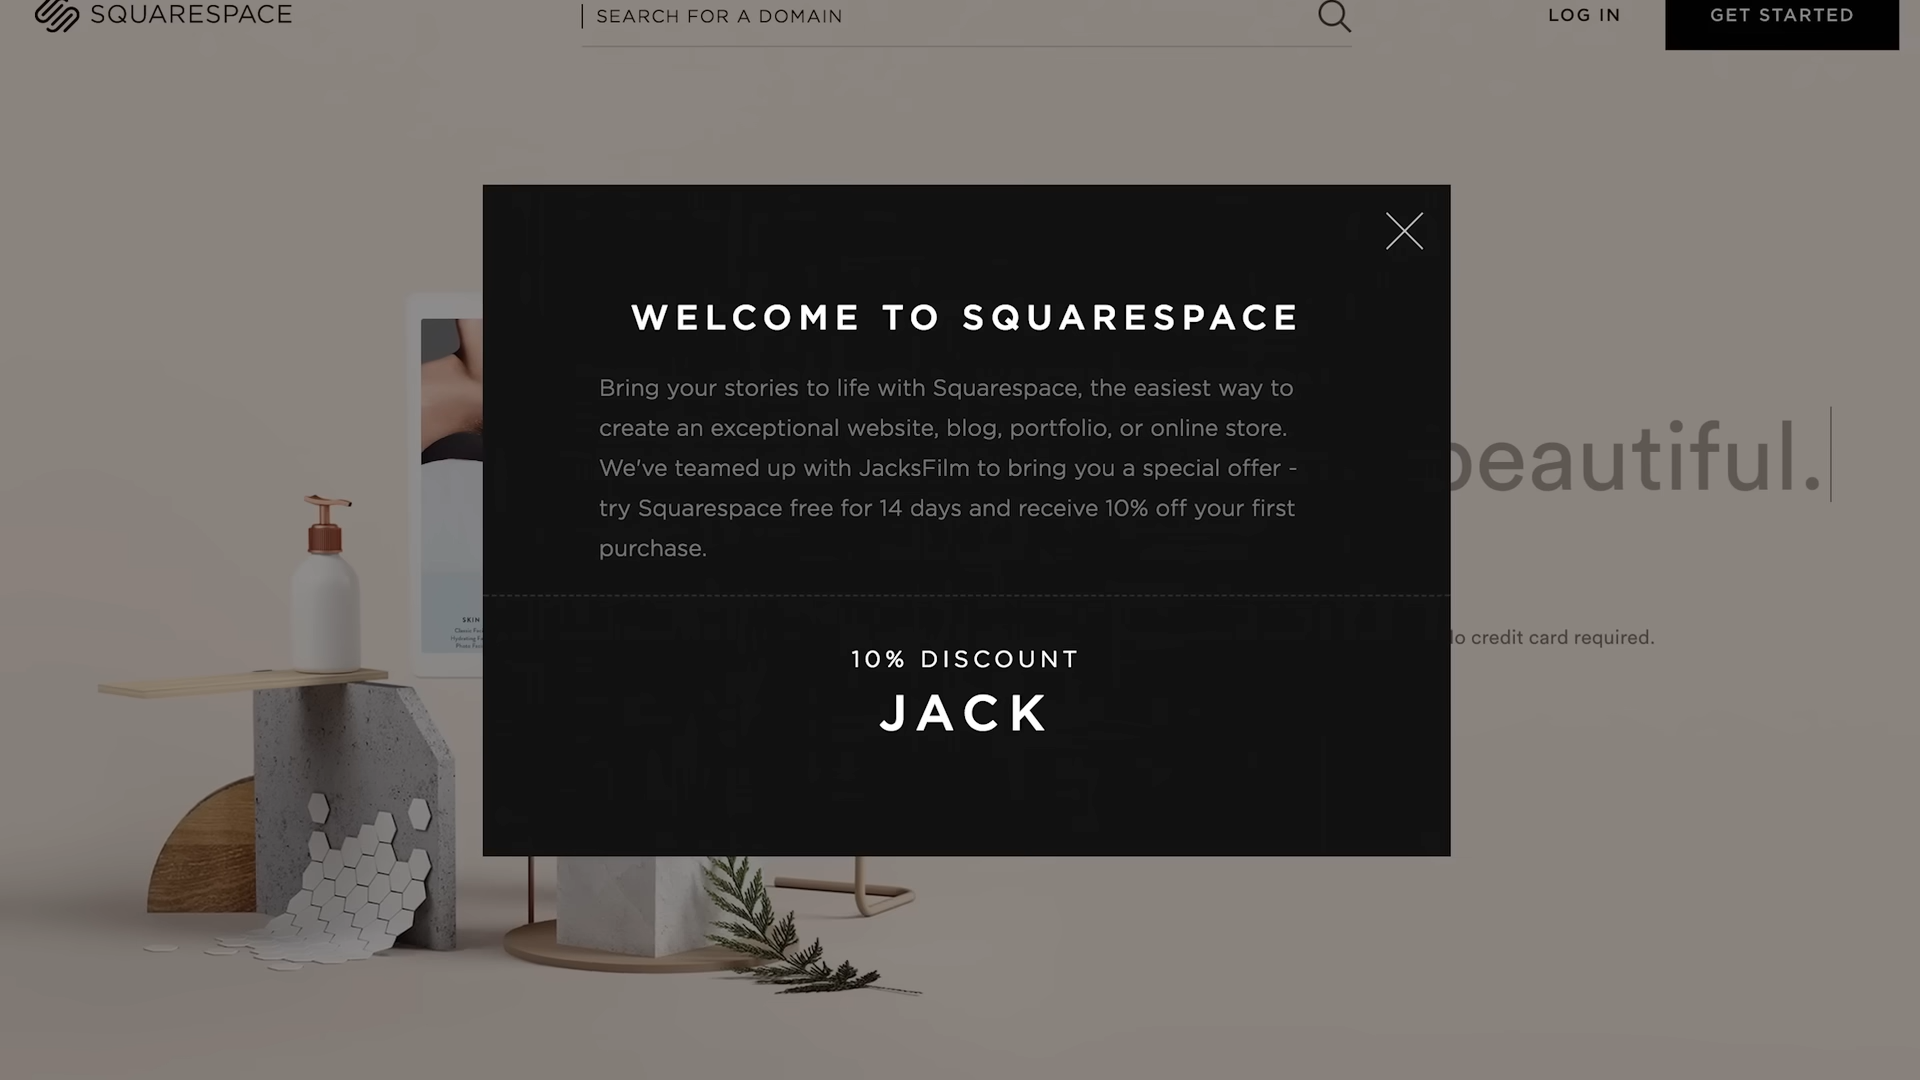 SQUARESPACE
SEARCH FOR A DOMAIN
LOG IN
GET STARTED
WELCOME TO SQUARESPACE
Bring your stories to life with Squarespace, the easiest way to
create an exceptional website, blog, portfolio, or online store.
We've teamed up with JacksFilm to bring you a special offer -
try Squarespace free for 14 days and receive 10% off your first
purchase.
beautiful.
credit card required.
10% DISCOUNT
JACK
SKIN